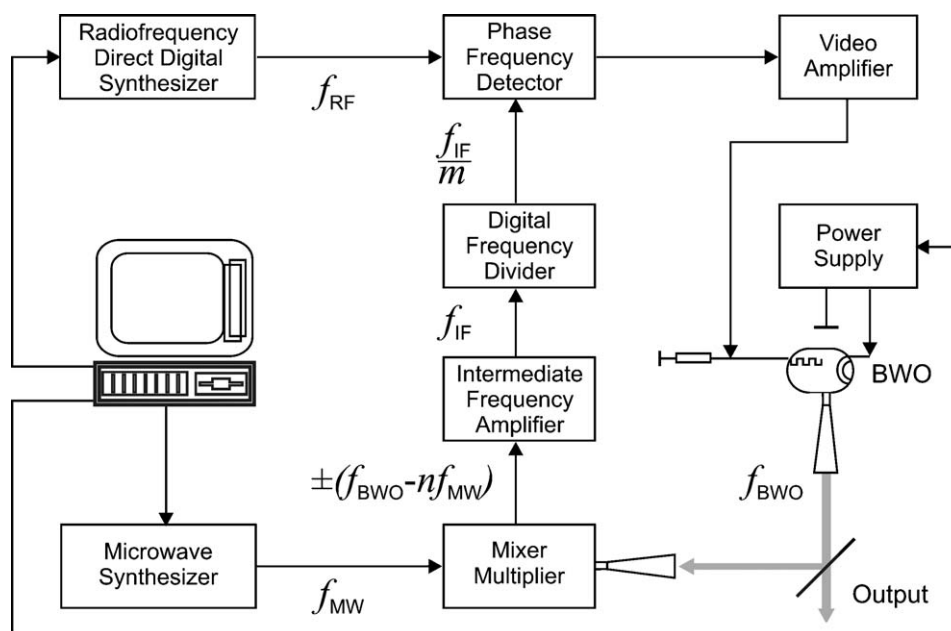 Radiofrequency
Direct Digital
Synthesizer
f_RF
Phase
Frequency
Detector
Video
Amplifier
f_IF
m
Digital
Frequency
Divider
Power
Supply
f_IF
Intermediate
Frequency
Amplifier
BWO
±(f_BWO-nf_MW)
f_BWO
Microwave
Synthesizer
f_MW
Mixer
Multiplier
Output